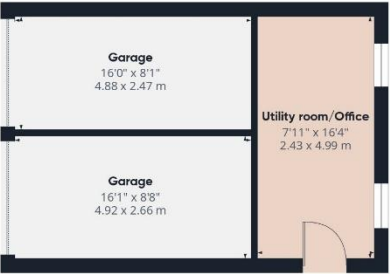 Garage
16'0" x 8'1"
4.88 x 2.47 m
Utility room/Office
7'11" x 16'4"
2.43 x 4.99 m
Garage
16'1" x 8'8"
4.92 x 2.66 m